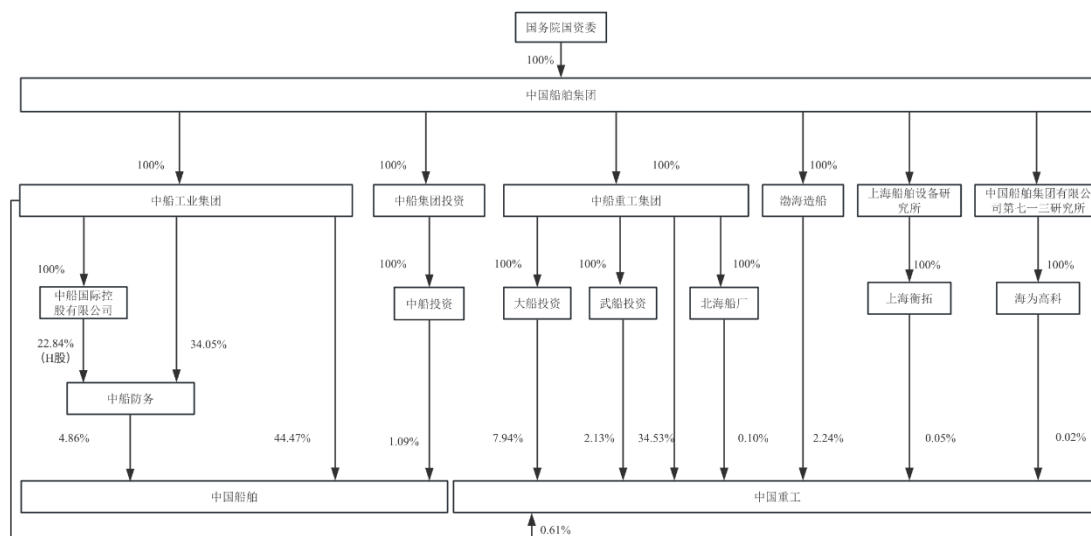 国务院国资委
100%
中国船舶集团
100%
100%
100%
100%
100%
100%
中船工业集团
中船集团投资
中船重工集团
渤海造船
上海船舶设备研
究所
中国船舶集团有限公
司第七一三研究所
100%
100%
100%
100%
100%
100%
100%
中船国际控
股有限公司
中船投资
大船投资
武船投资
北海船厂
上海衡拓
海为高科
22.84%
（H股）
34.05%
中船防务
4.86%
44.47%
1.09%
7.94%
2.13%
34.53%
0.10%
2.24%
0.05%
0.02%
中国船舶
中国重工
0.61%